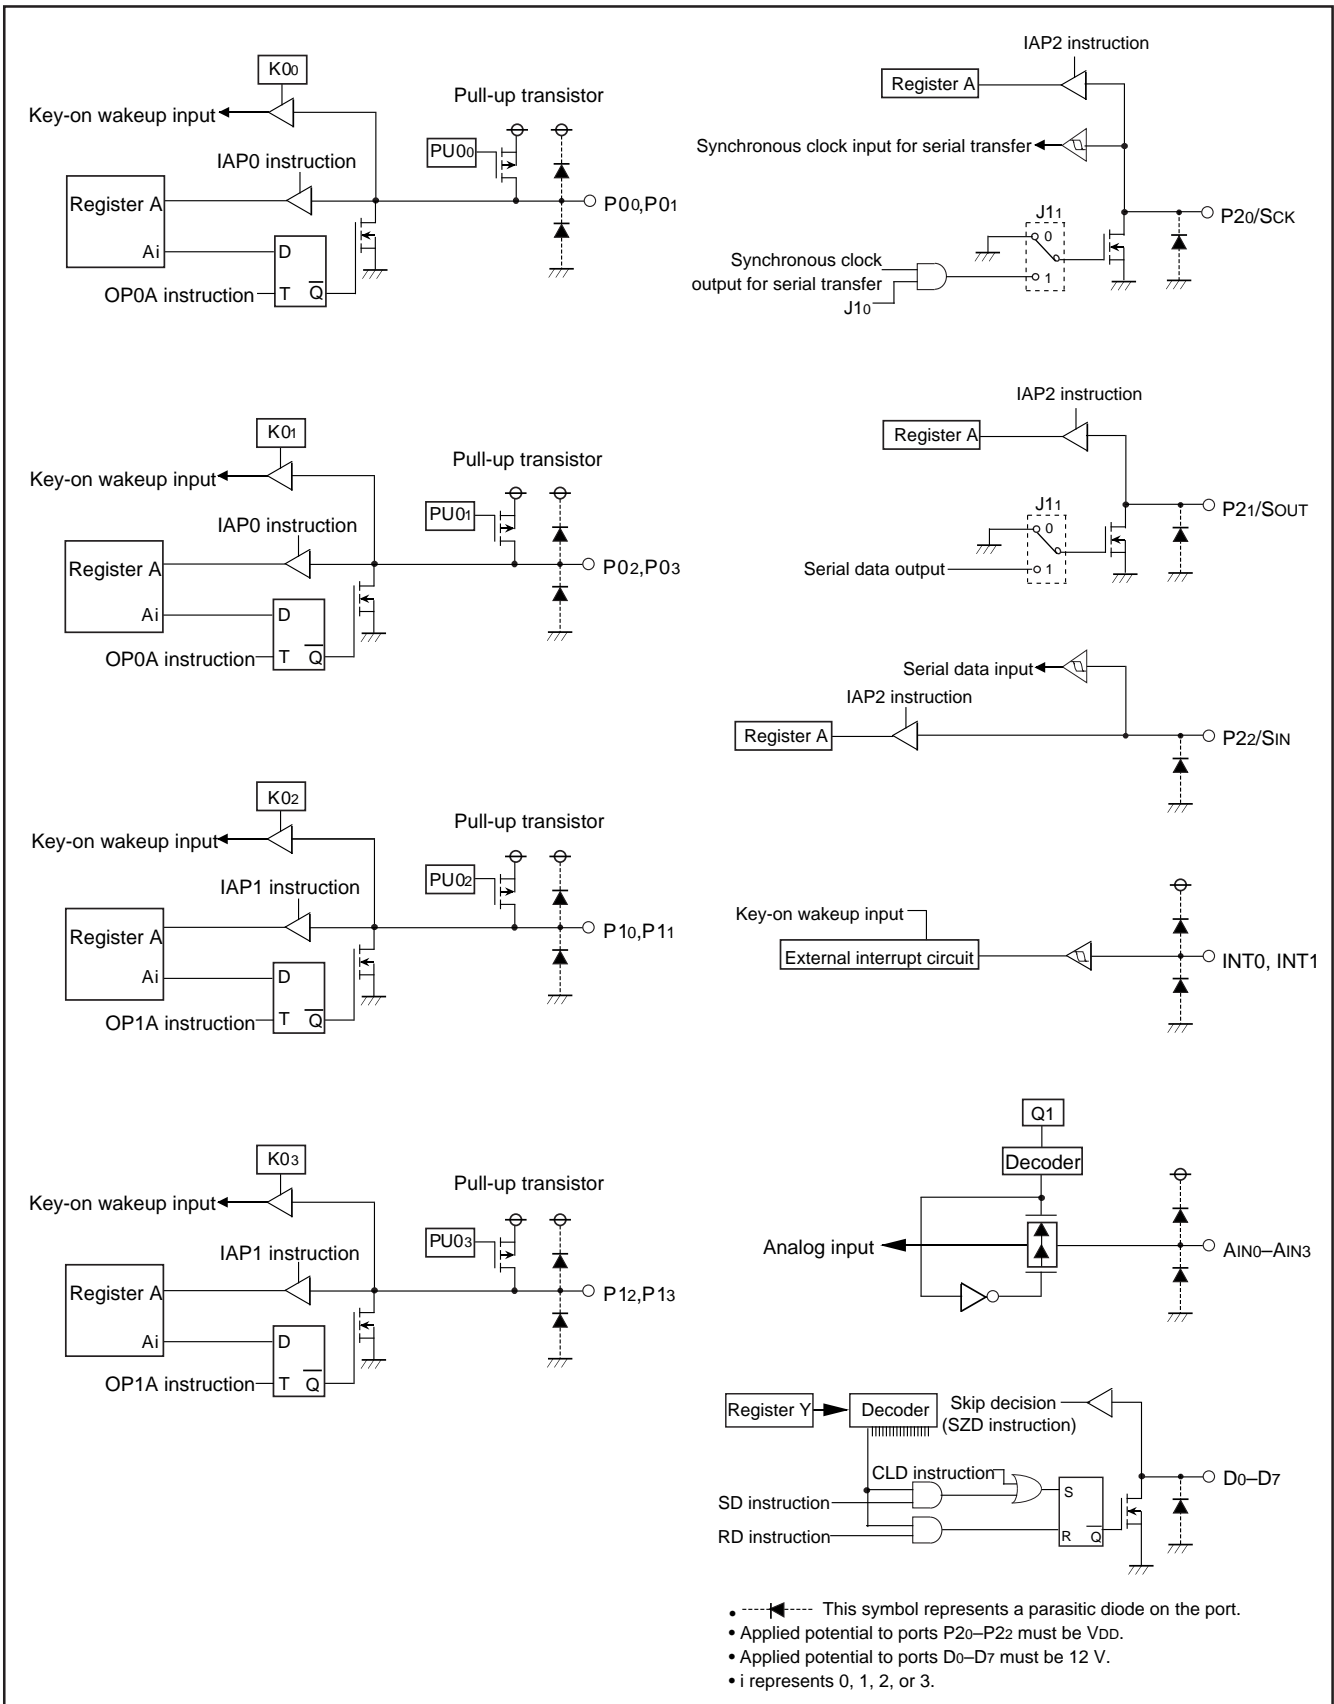 K00
Key-on wakeup input
Pull-up transistor
PU00
IAP0 instruction
Register A
P00,P01
Ai
D
OP0A instruction
T
Q
K01
Key-on wakeup input
Pull-up transistor
PU01
IAP0 instruction
Register A
P02,P03
Ai
D
OP0A instruction
T
Q
K02
Key-on wakeup input
Pull-up transistor
PU02
IAP1 instruction
Register A
P10,P11
Ai
D
OP1A instruction
T
Q
K03
Key-on wakeup input
Pull-up transistor
PU03
IAP1 instruction
Register A
P12,P13
Ai
D
OP1A instruction
T
Q
IAP2 instruction
Register A
Synchronous clock input for serial transfer
J11
P20/SCK
0
Synchronous clock
output for serial transfer
1
J10
IAP2 instruction
Register A
J11
P21/SOUT
0
Serial data output
1
Serial data input
IAP2 instruction
Register A
P22/SIN
Key-on wakeup input
External interrupt circuit
INT0, INT1
Q1
Decoder
Analog input
AIN0–AIN3
Register Y
Decoder
Skip decision
(SZD instruction)
CLD instruction
D0–D7
S
SD instruction
RD instruction
R
Q
• This symbol represents a parasitic diode on the port.
• Applied potential to ports P20–P22 must be VDD.
• Applied potential to ports D0–D7 must be 12 V.
• i represents 0, 1, 2, or 3.